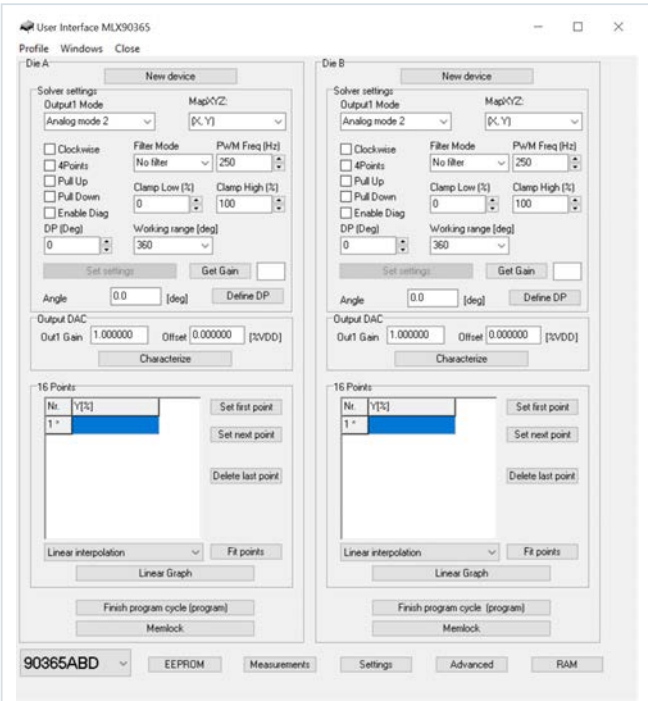 User Interface MLX90365
Profile Windows Close
Die A
New device
Solver settings
Output1 Mode
MapXYZ:
Analog mode 2
(X, Y)
Clockwise
4Points
Pull Up
Pull Down
Enable Diag
Filter Mode
PWM Freq (Hz)
No filter
250
Clamp Low (%)
Clamp High (%)
0
100
DP (Deg)
Working range [deg]
0
360
Set settings
Get Gain
Angle
0.0
[deg]
Define DP
Output DAC
Out1 Gain 1.000000 Offset 0.000000 [%VDD]
Characterize
16 Points
Nr. Y[%]
1 *
Set first point
Set next point
Delete last point
Linear interpolation
Fit points
Linear Graph
Finish program cycle (program)
Memlock
Die B
New device
Solver settings
Output1 Mode
MapXYZ:
Analog mode 2
(X, Y)
Clockwise
4Points
Pull Up
Pull Down
Enable Diag
Filter Mode
PWM Freq (Hz)
No filter
250
Clamp Low (%)
Clamp High (%)
0
100
DP (Deg)
Working range [deg]
0
360
Set settings
Get Gain
Angle
0.0
[deg]
Define DP
Output DAC
Out1 Gain 1.000000 Offset 0.000000 [%VDD]
Characterize
16 Points
Nr. Y[%]
1 *
Set first point
Set next point
Delete last point
Linear interpolation
Fit points
Linear Graph
Finish program cycle (program)
Memlock
90365ABD
EEPROM
Measurements
Settings
Advanced
RAM